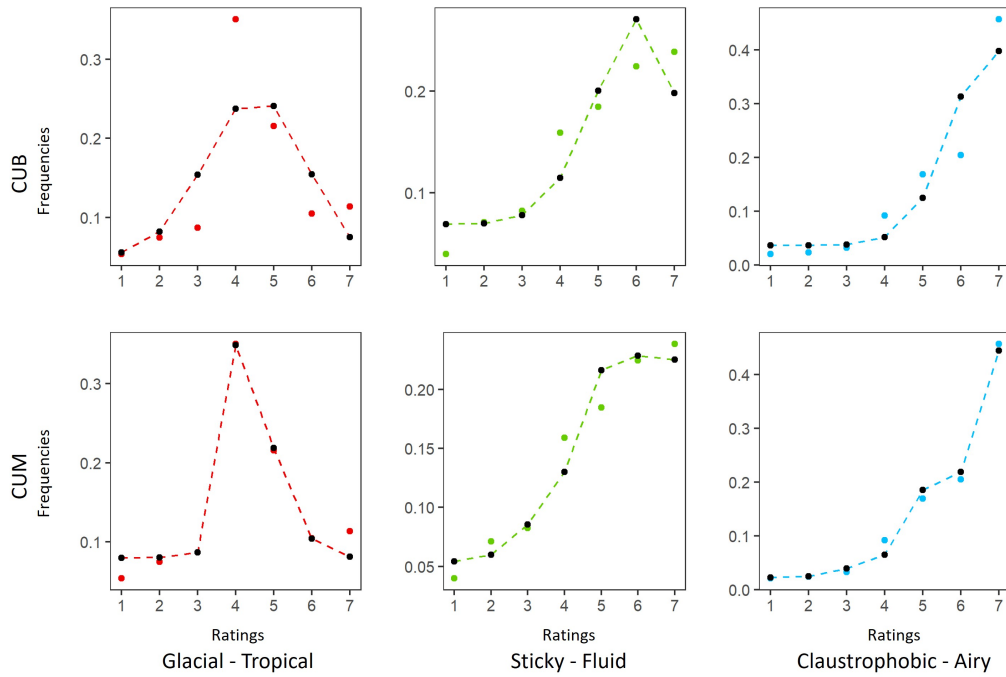 CUB
Frequencies
0.3
0.2
0.1
1 2 3 4 5 6 7
0.2
0.1
1 2 3 4 5 6 7
0.4
0.3
0.2
0.1
0.0
1 2 3 4 5 6 7
CUM
Frequencies
0.3
0.2
0.1
1 2 3 4 5 6 7
0.20
0.15
0.10
0.05
1 2 3 4 5 6 7
0.4
0.3
0.2
0.1
0.0
1 2 3 4 5 6 7
Ratings
Glacial - Tropical
Ratings
Sticky - Fluid
Ratings
Claustrophobic - Airy